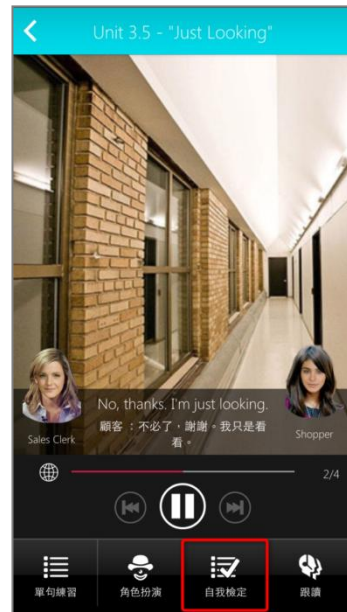 Unit 3.5 - "Just Looking"
No, thanks. I'm just looking.
顧客 ：不必了，謝謝。我只是看
看。
Sales Clerk
Shopper
2/4
單句練習
角色扮演
自我檢定
跟讀